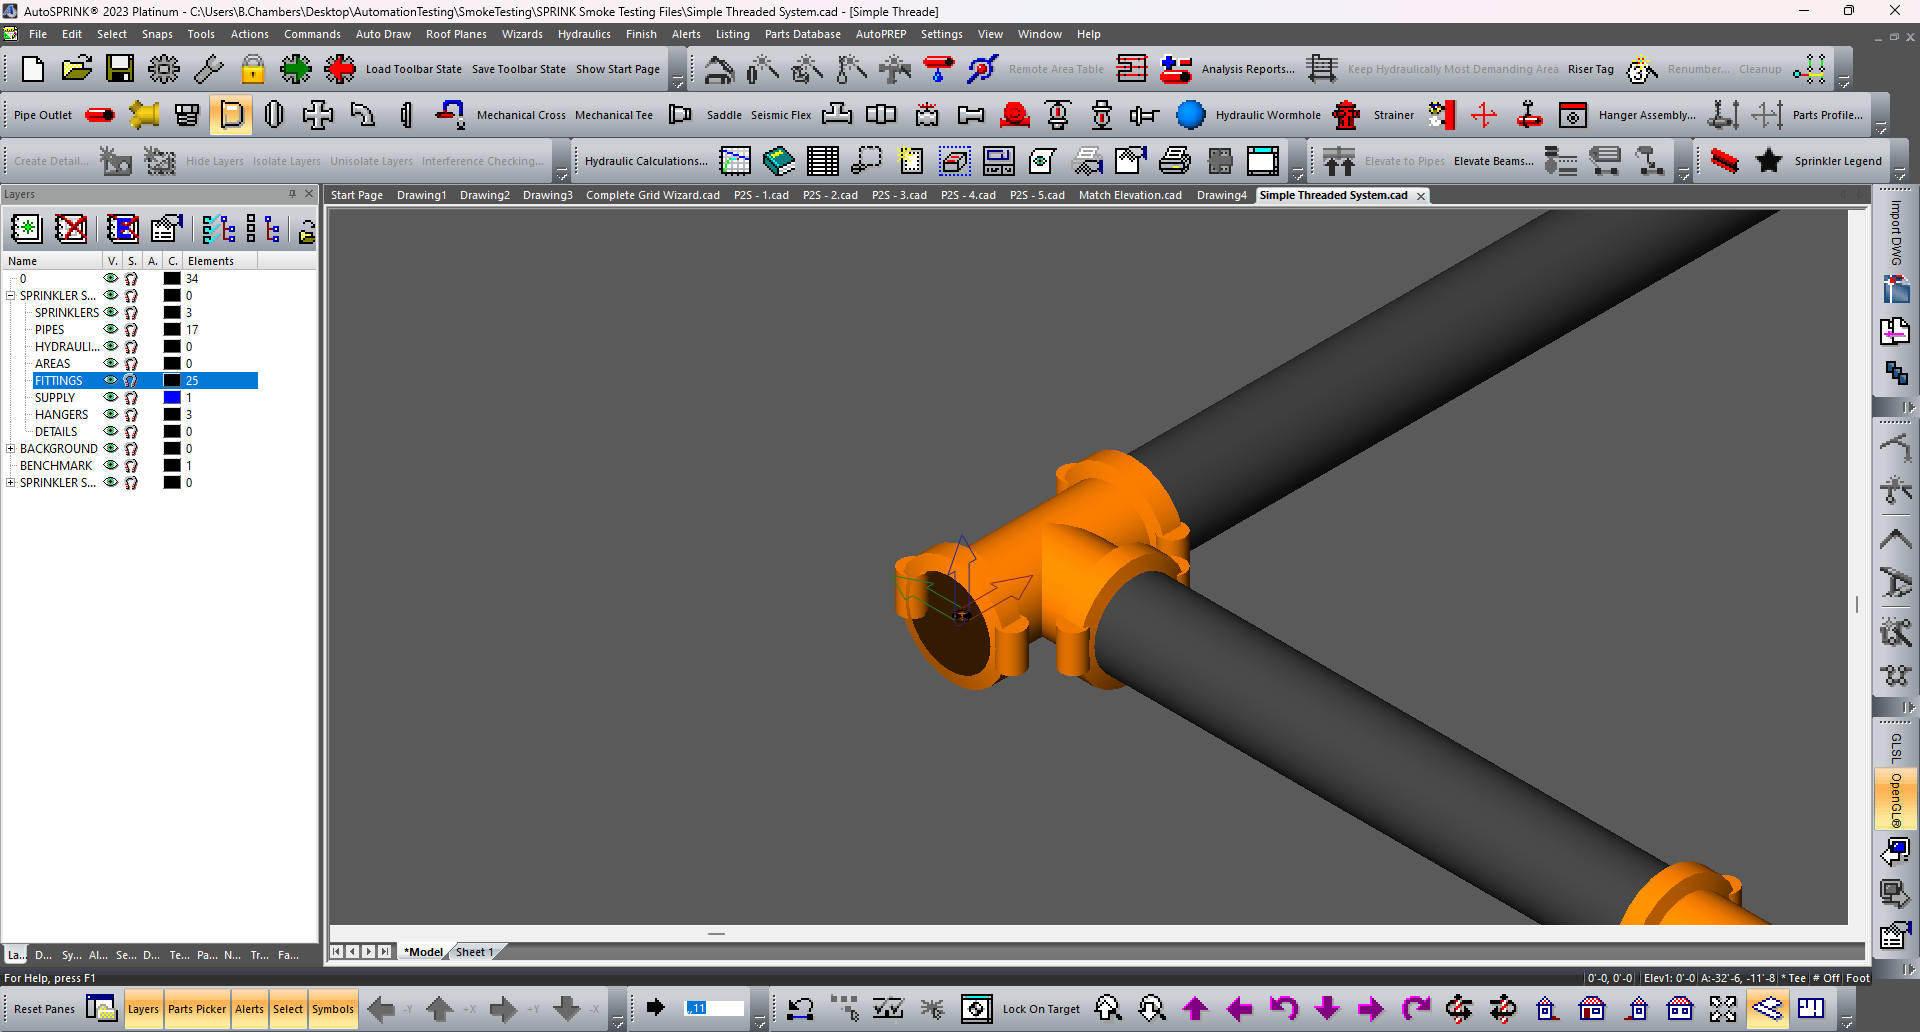 AutoSPRINK® 2023 Platinum - C:\Users\B.Chambers\Desktop\AutomationTesting\SmokeTesting\SPRINK Smoke Testing Files\Simple Threaded System.cad - [Simple Threade]
File Edit Select Snaps Tools Actions Commands Auto Draw Roof Planes Wizards Hydraulics Finish Alerts Listing Parts Database AutoPREP Settings View Window Help
Load Toolbar State Save Toolbar State Show Start Page Remote Area Table Analysis Reports... Keep Hydraulically Most Demanding Area Riser Tag Renumber... Cleanup
Pipe Outlet Mechanical Cross Mechanical Tee Saddle Seismic Flex Hydraulic Wormhole Strainer Hanger Assembly... Parts Profile...
Create Detail... Hide Layers Isolate Layers Unisolate Layers Interference Checking... Hydraulic Calculations... Elevate to Pipes Elevate Beams... Sprinkler Legend
Layers
Start Page Drawing1 Drawing2 Drawing3 Complete Grid Wizard.cad P2S - 1.cad P2S - 2.cad P2S - 3.cad P2S - 4.cad P2S - 5.cad Match Elevation.cad Drawing4 Simple Threaded System.cad
Import DWG
Name V. S. A. C. Elements
0 34
SPRINKLER S... 0
SPRINKLERS 3
PIPES 17
HYDRAULI... 0
AREAS 0
FITTINGS 25
SUPPLY 1
HANGERS 3
DETAILS 0
BACKGROUND 0
BENCHMARK 1
SPRINKLER S... 0
GLSL
OpenGL®
La... D... Sy... Al... Se... D... Te... Pa... N... Tr... Fa...
*Model Sheet 1
For Help, press F1
0'-0, 0'-0 Elev1: 0'-0 A:-32'-6, -11'-8 * Tee # Off Foot
Reset Panes Layers Parts Picker Alerts Select Symbols -Y +X +Y -X ,,11 Lock On Target